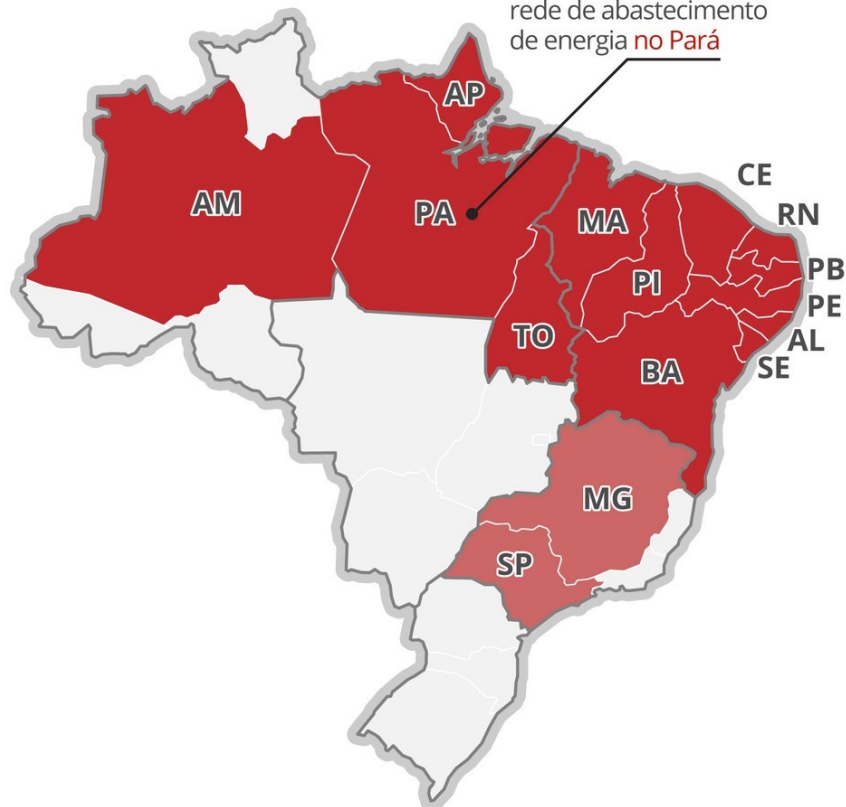 rede de abastecimento
de energia no Pará
AP
AM
PA
MA
CE
RN
PB
PI
PE
TO
AL
BA
SE
MG
SP